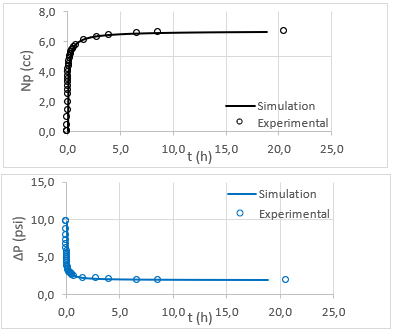 8,0
6,0
4,0
2,0
0,0
Np (cc)
Simulation
Experimental
0,0 5,0 10,0 15,0 20,0 25,0
t (h)
15,0
10,0
5,0
0,0
ΔP (psi)
Simulation
Experimental
0,0 5,0 10,0 15,0 20,0 25,0
t (h)